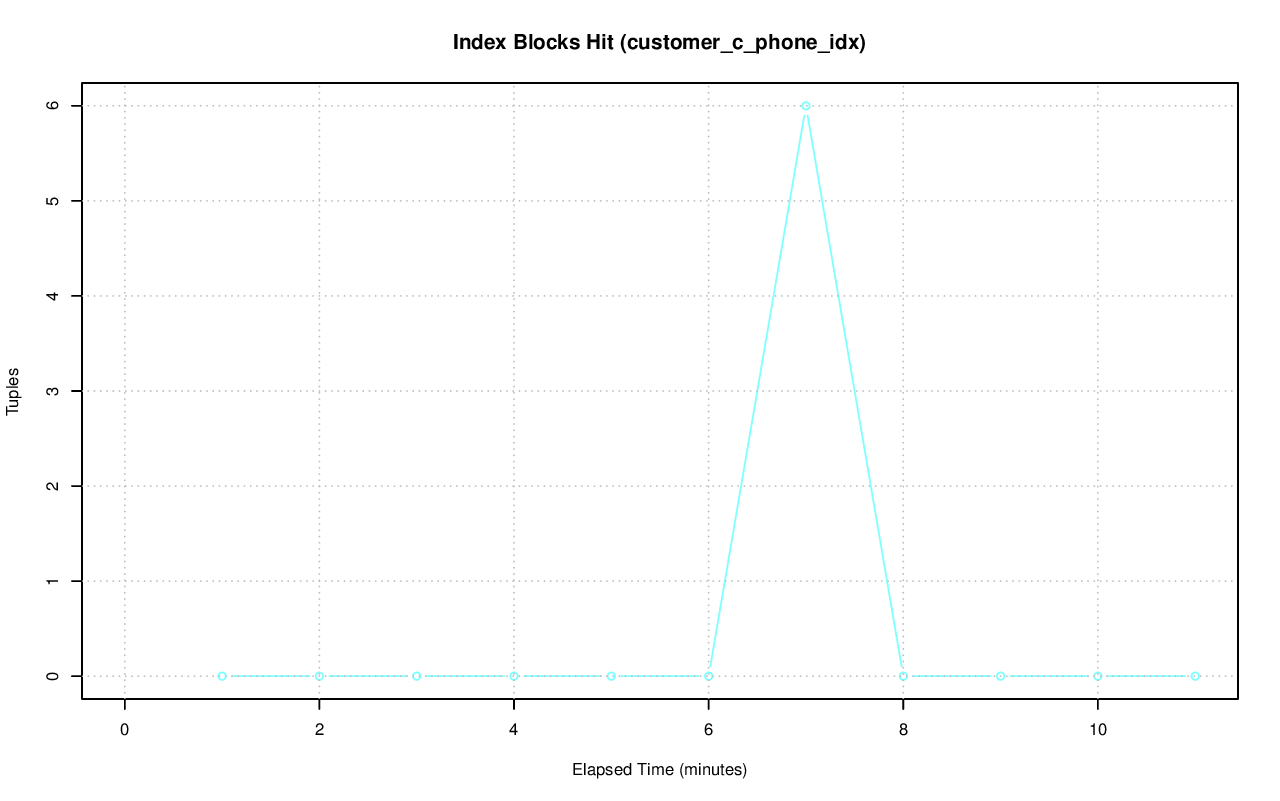 Index Blocks Hit (customer_c_phone_idx)
Tuples
6
5
4
3
2
1
0
0 2 4 6 8 10
Elapsed Time (minutes)